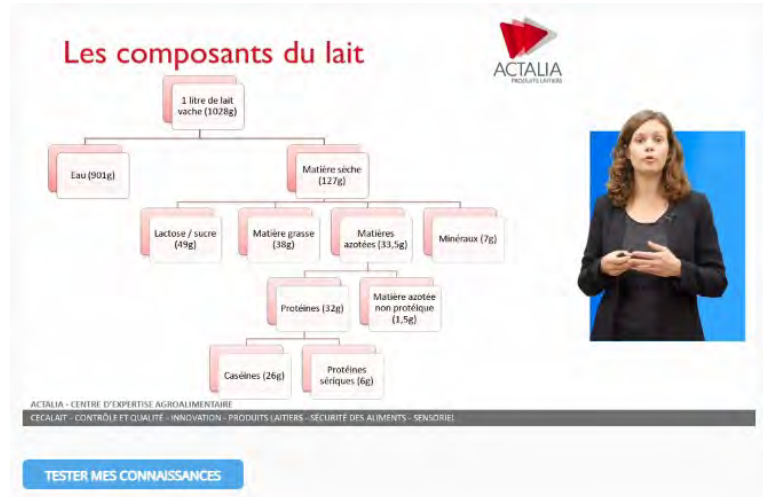 Les composants du lait
ACTALIA
PRODUITS LAITIERS
1 litre de lait
vache (1028g)
Eau (901g)
Matière sèche
(127g)
Lactose / sucre
(49g)
Matière grasse
(38g)
Matières
azotées (33,5g)
Minéraux (7g)
Protéines (32g)
Matière azotée
non protéique
(1,5g)
Caséines (26g)
Protéines
sériques (6g)
ACTALIA - CENTRE D'EXPERTISE AGROALIMENTAIRE
CECALAIT - CONTRÔLE ET QUALITÉ - INNOVATION - PRODUITS LAITIERS - SÉCURITÉ DES ALIMENTS - SENSORIEL
TESTER MES CONNAISSANCES